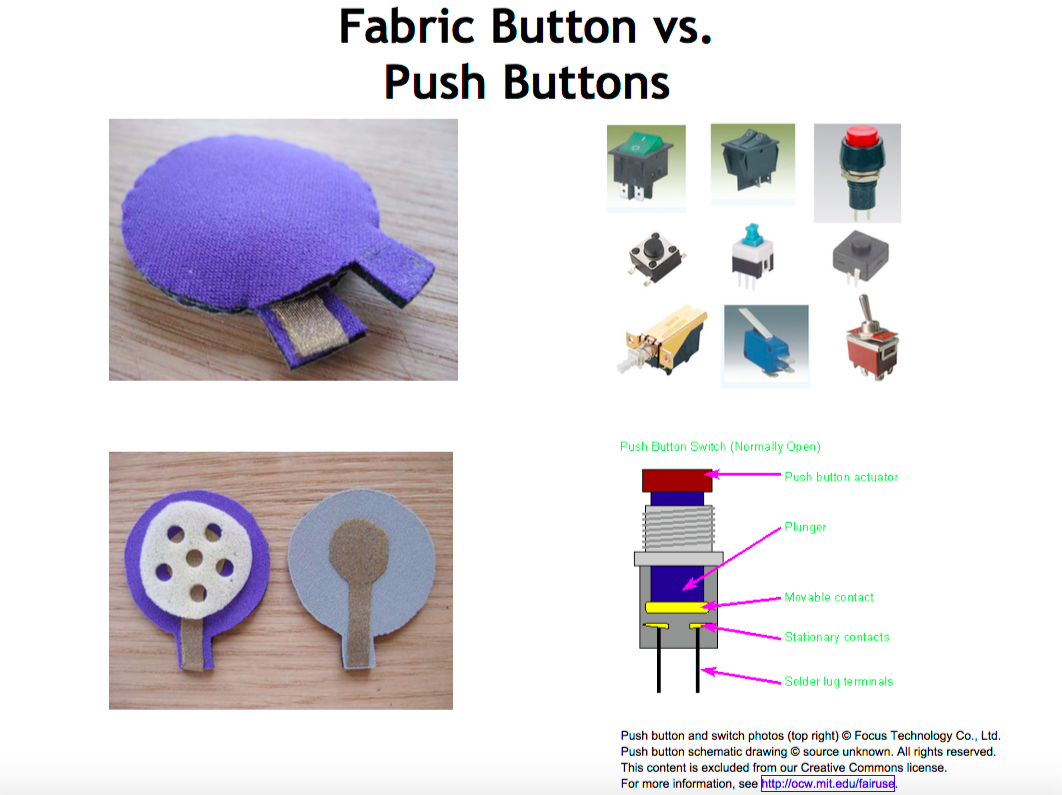 Fabric Button vs.
Push Buttons
Push Button Switch (Normally Open)
Push button actuator
Plunger
Movable contact
Stationary contacts
Solder lug terminals
Push button and switch photos (top right) © Focus Technology Co., Ltd.
Push button schematic drawing © source unknown. All rights reserved.
This content is excluded from our Creative Commons license.
For more information, see http://ocw.mit.edu/fairuse.